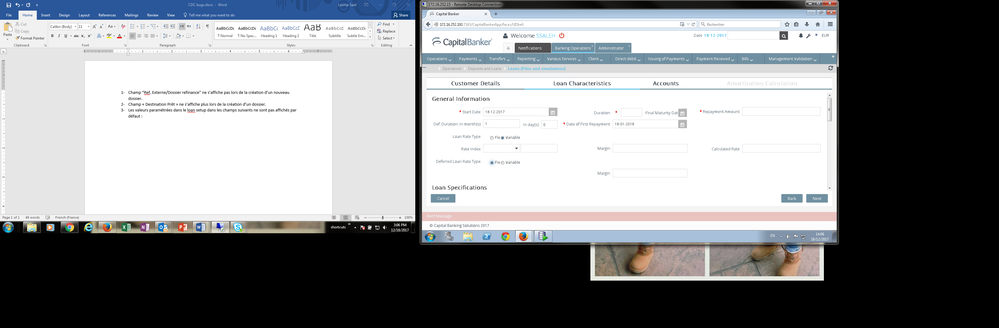 CDC bugs.docx - Word
Leonie Said
File Home Insert Design Layout References Mailings Review View Tell me what you want to do Share
Paste
Cut
Copy
Format Painter
Clipboard
Calibri (Body) 11
Font
Paragraph
AaBbCcDc AaBbCcDc AaBbCc AaBbCcD AaB AaBbCcD AaBbCcDc
¶ Normal ¶ No Spac... Heading 1 Heading 2 Title Subtitle Subtle Em...
Styles
Find
Replace
Select
Editing
1- Champ “Ref. Externe/Dossier refinance” ne s’affiche pas lors de la création d’un nouveau
dossier.
2- Champ « Destination Prêt » ne s’affiche plus lors de la création d’un dossier.
3- Les valeurs paramétrées dans le loan setup dans les champs suivants ne sont pas affichés par
défaut :
Page 1 of 1 49 words French (France) 100%
shortcuts
3:06 PM
12/18/2017
172.16.252.15 - Remote Desktop Connection
Capital Banker
172.16.252.192:7103/CapitalBankerApp/faces/UIShell
Rechercher
CapitalBanker
Welcome SSALEH
Date 18-12-2017
EUR
Notifications Banking Operations Administrator
Operations Payments Transfers Reporting Various Services Client Direct debit Issuing of Payments Payment Received Bills Management Validation
Operations Deposits and Loans Loans (Files and simulations)
Customer Details Loan Characteristics Accounts Amortization Calculation
General Information
* Start Date 18-12-2017 Duration * Final Maturity Dat * Repayment Amount
Def. Duration: In month(s) 1 In day(s) 0 * Date of First Repayment 18-01-2018
Loan Rate Type Fix Variable
Rate Index Margin Calculated Rate
Deferred Loan Rate Type Fix Variable
Margin
Loan Specifications
Cancel Back Next
Alert Message
© Capital Banking Solutions 2017
EN
14:06
18/12/2017